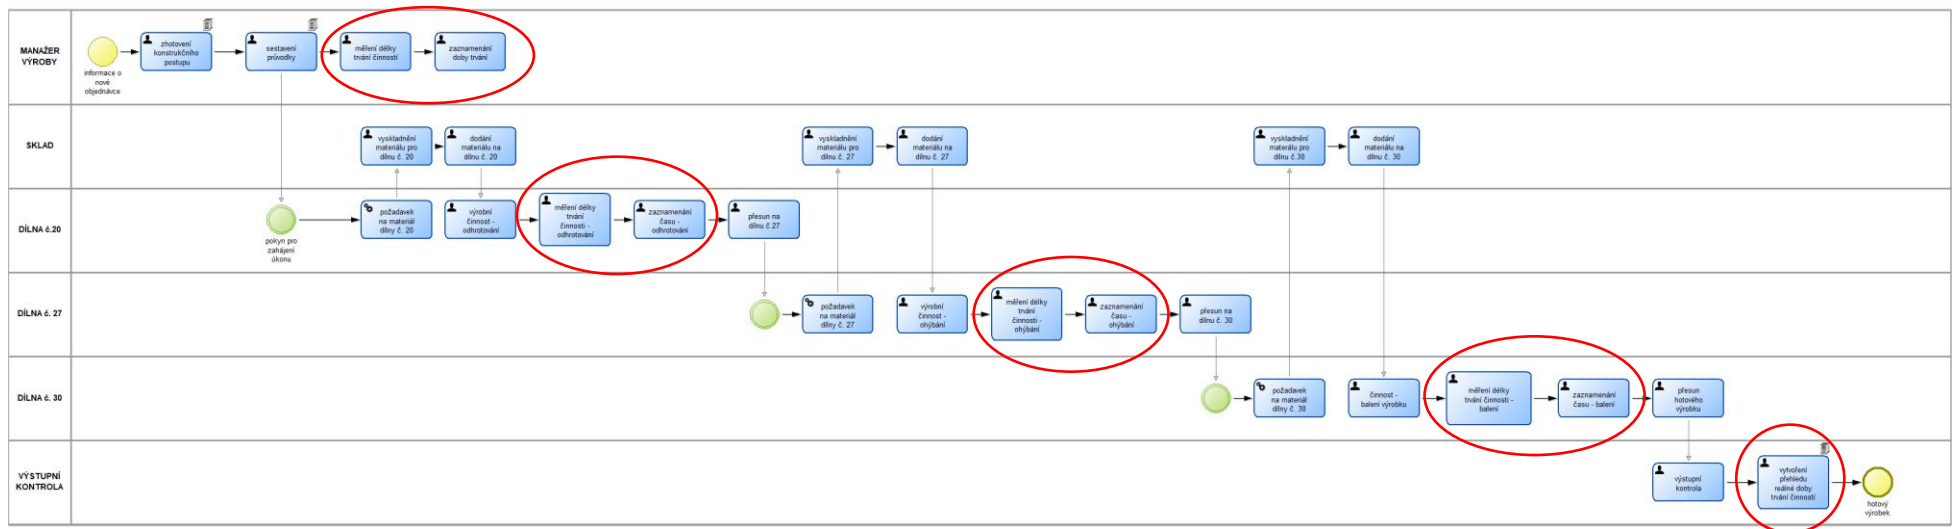 MANAŽER
VÝROBY
informace o
nové
objednávce
zhotovení
konstrukčního
postupu
sestavení
průvodky
měření délky
trvání činností
zaznamenání
doby trvání
SKLAD
vyskladnění
materiálu pro
dílnu č. 20
dodání
materiálu na
dílnu č. 20
vyskladnění
materálu pro
dílnu č. 27
dodání
materiálu na
dílnu č. 27
vyskladnění
materálu pro
dílnu č.30
dodání
materiálu na
dílnu č. 30
DÍLNA č.20
pokyn pro
zahájení
úkonu
požadavek
na materiál
dílny č. 20
výrobní
činnost -
odhrotování
měření délky
trvání
činnosti -
odhrotování
zaznamenání
času -
odhrotování
přesun na
dílnu č.27
DÍLNA č. 27
požadavek
na materiál
dílny č. 27
výrobní
činnost -
ohýbání
měření délky
trvání
činnosti -
ohýbání
zaznamenání
času -
ohýbání
přesun na
dílnu č. 30
DÍLNA č. 30
požadavek
na materiál
dílny č. 30
činnost -
balení výrobku
měření délky
trvání činnosti -
balení
zaznamenání
času - balení
přesun
hotového
výrobku
VÝSTUPNÍ
KONTROLA
výstupní
kontrola
vytvoření
přehledu
reálné doby
trvání činností
hotový
výrobek